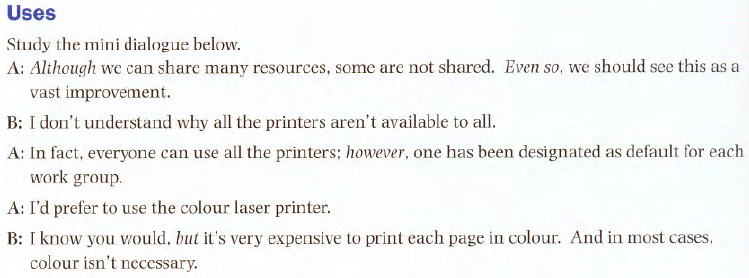 Uses
Study the mini dialogue below.
A: Although we can share many resources, some are not shared. Even so, we should see this as a
vast improvement.
B: I don't understand why all the printers aren't available to all.
A: In fact, everyone can use all the printers; however, one has been designated as default for each
work group.
A: I'd prefer to use the colour laser printer.
B: I know you would, but it's very expensive to print each page in colour. And in most cases,
colour isn't necessary.